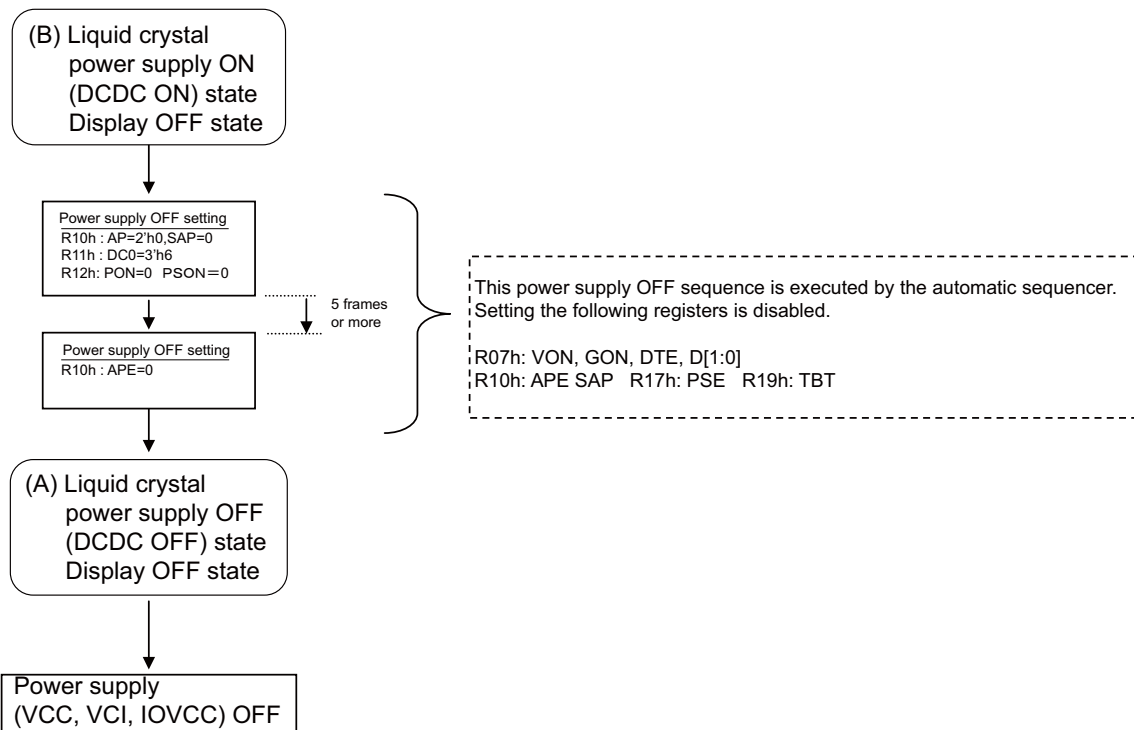 (B) Liquid crystal
power supply ON
(DCDC ON) state
Display OFF state
Power supply OFF setting
R10h : AP=2'h0,SAP=0
R11h : DC0=3'h6
R12h: PON=0 PSON=0
5 frames
or more
Power supply OFF setting
R10h : APE=0
This power supply OFF sequence is executed by the automatic sequencer.
Setting the following registers is disabled.
R07h: VON, GON, DTE, D[1:0]
R10h: APE SAP R17h: PSE R19h: TBT
(A) Liquid crystal
power supply OFF
(DCDC OFF) state
Display OFF state
Power supply
(VCC, VCI, IOVCC) OFF